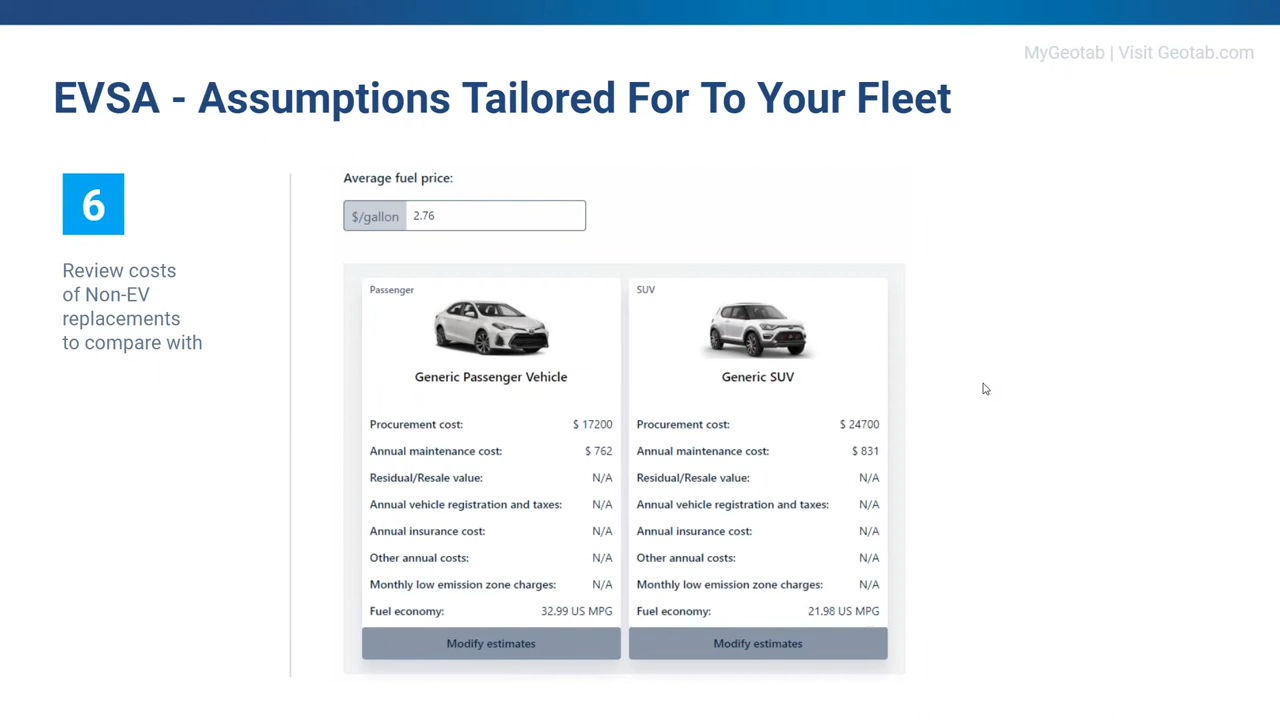 MyGeotab | Visit Geotab.com
EVSA - Assumptions Tailored For To Your Fleet
6
Review costs
of Non-EV
replacements
to compare with
Average fuel price:
$/gallon 2.76
Passenger
Generic Passenger Vehicle
Procurement cost: $ 17200
Annual maintenance cost: $ 762
Residual/Resale value: N/A
Annual vehicle registration and taxes: N/A
Annual insurance cost: N/A
Other annual costs: N/A
Monthly low emission zone charges: N/A
Fuel economy: 32.99 US MPG
Modify estimates
SUV
Generic SUV
Procurement cost: $ 24700
Annual maintenance cost: $ 831
Residual/Resale value: N/A
Annual vehicle registration and taxes: N/A
Annual insurance cost: N/A
Other annual costs: N/A
Monthly low emission zone charges: N/A
Fuel economy: 21.98 US MPG
Modify estimates